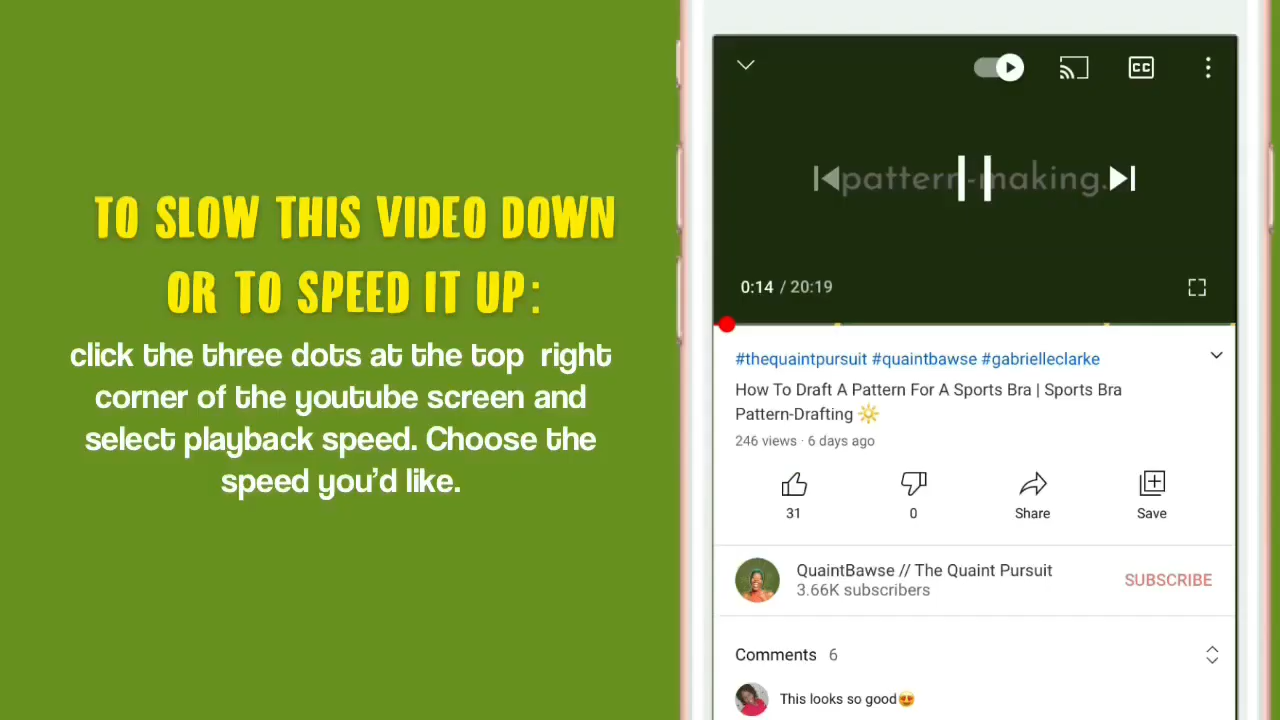 TO SLOW THIS VIDEO DOWN
OR TO SPEED IT UP:
click the three dots at the top right
corner of the youtube screen and
select playback speed. Choose the
speed you'd like.
CC
pattern-making.
0:14 / 20:19
#thequaintpursuit #quaintbawse #gabrielleclarke
How To Draft A Pattern For A Sports Bra | Sports Bra
Pattern-Drafting 🔆
246 views · 6 days ago
31
0
Share
Save
QuaintBawse // The Quaint Pursuit
3.66K subscribers
SUBSCRIBE
Comments 6
This looks so good😍